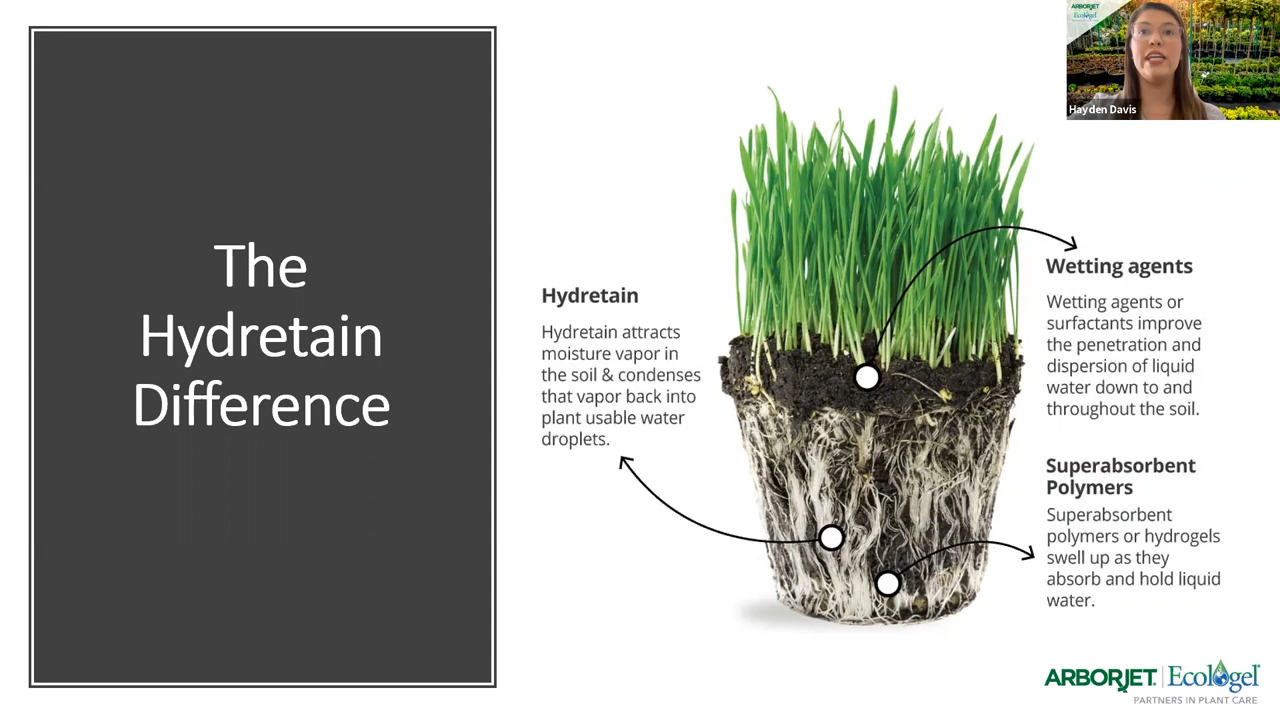 The
Hydretain
Difference
Hydretain
Hydretain attracts
moisture vapor in
the soil & condenses
that vapor back into
plant usable water
droplets.
Wetting agents
Wetting agents or
surfactants improve
the penetration and
dispersion of liquid
water down to and
throughout the soil.
Superabsorbent
Polymers
Superabsorbent
polymers or hydrogels
swell up as they
absorb and hold liquid
water.
ARBORJET
Ecologel
Hayden Davis
ARBORJET. Ecologel®
PARTNERS IN PLANT CARE